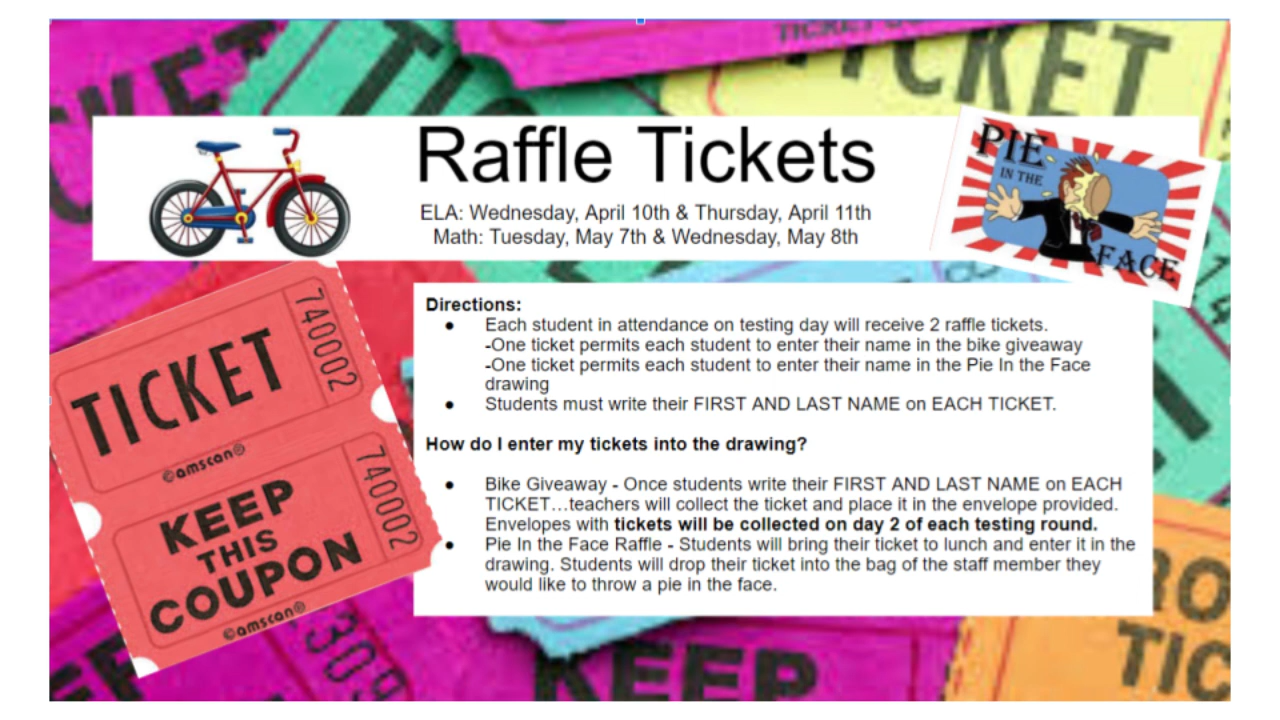 TICKET
Raffle Tickets
ELA: Wednesday, April 10th & Thursday, April 11th
Math: Tuesday, May 7th & Wednesday, May 8th
PIE
IN THE
FACE
Directions:
● Each student in attendance on testing day will receive 2 raffle tickets.
-One ticket permits each student to enter their name in the bike giveaway
-One ticket permits each student to enter their name in the Pie In the Face
drawing
● Students must write their FIRST AND LAST NAME on EACH TICKET.
How do I enter my tickets into the drawing?
● Bike Giveaway - Once students write their FIRST AND LAST NAME on EACH
TICKET…teachers will collect the ticket and place it in the envelope provided.
Envelopes with tickets will be collected on day 2 of each testing round.
● Pie In the Face Raffle - Students will bring their ticket to lunch and enter it in the
drawing. Students will drop their ticket into the bag of the staff member they
would like to throw a pie in the face.
TICKET
740002
©amscan®
KEEP
THIS
COUPON
740002
©amscan®
309
KEEP
TIC